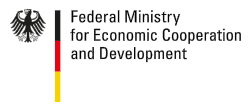 Federal Ministry
for Economic Cooperation
and Development